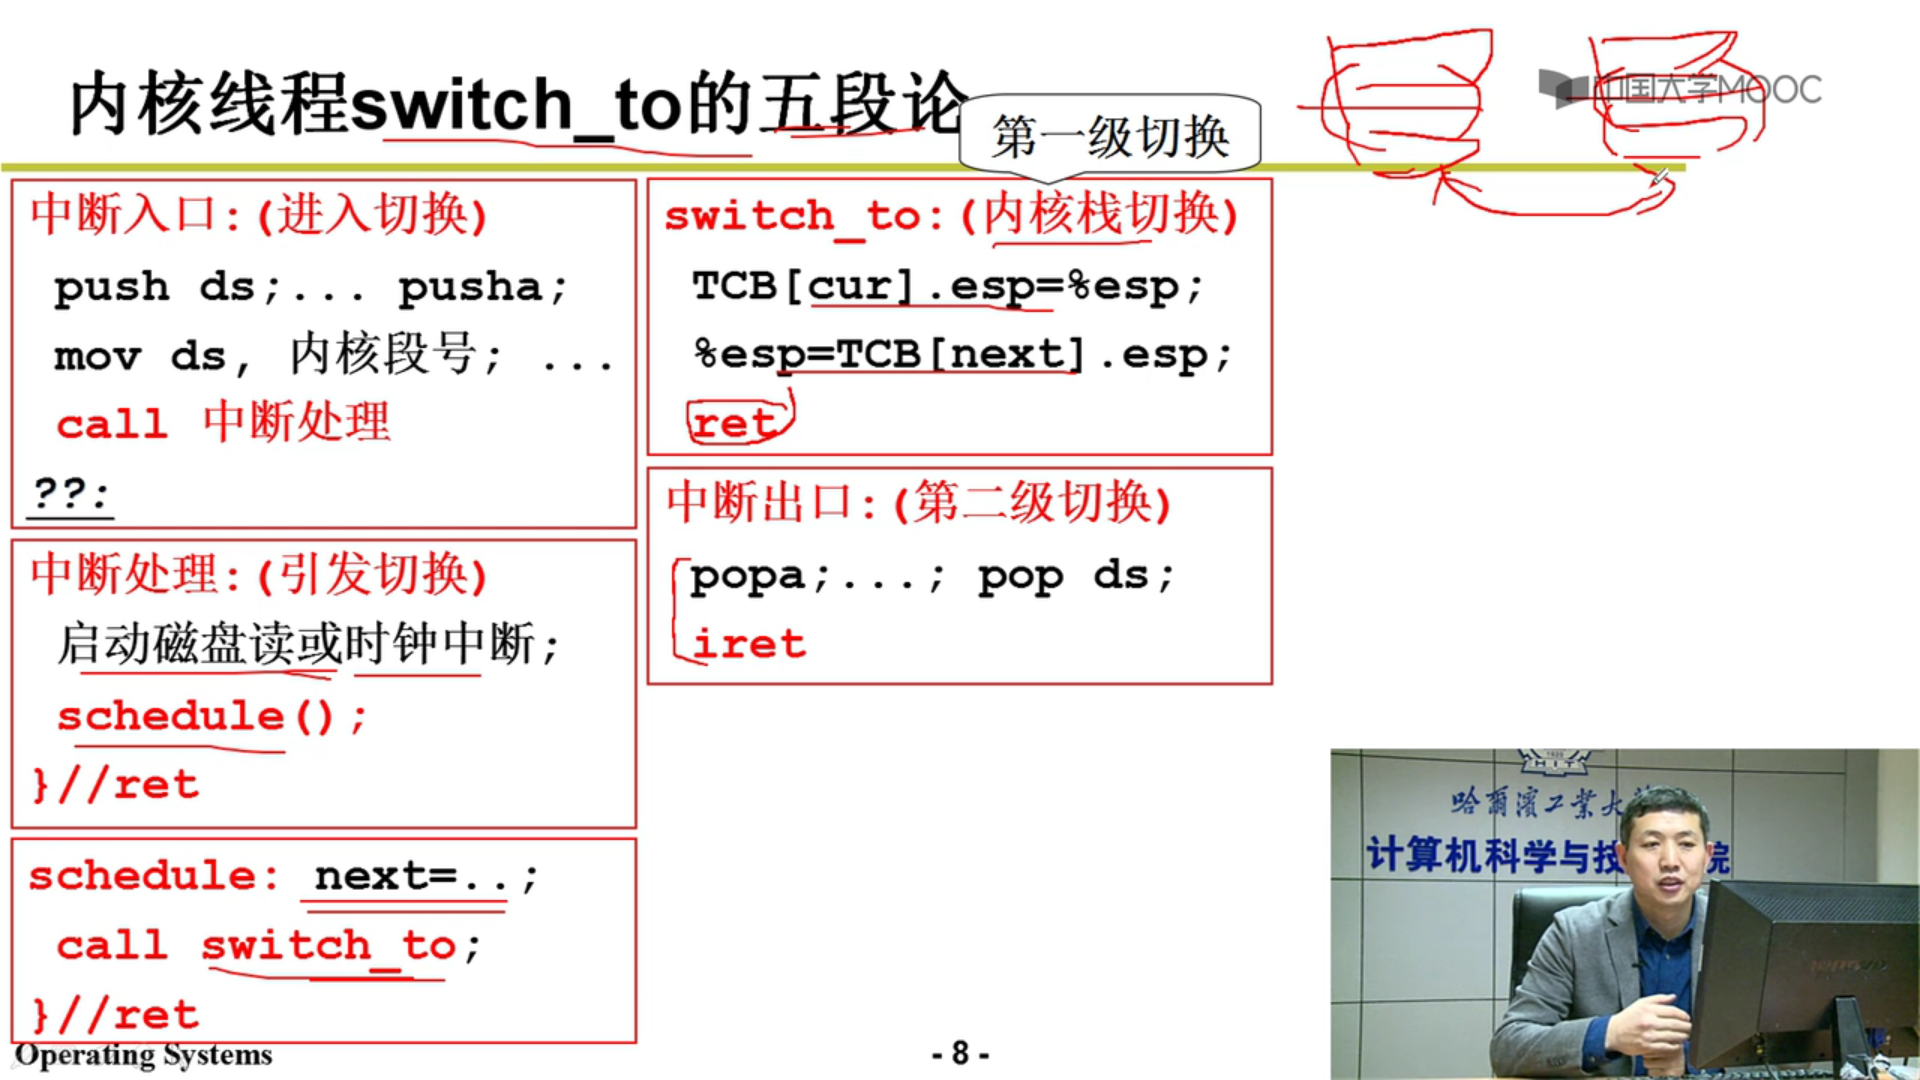 内核线程switch_to的五段论
第一级切换
中国大学MOOC
中断入口:(进入切换)
push ds;... pusha;
mov ds, 内核段号; ...
call 中断处理
??:
中断处理:(引发切换)
启动磁盘读或时钟中断;
schedule();
}//ret
schedule: next=..;
call switch_to;
}//ret
switch_to:(内核栈切换)
TCB[cur].esp=%esp;
%esp=TCB[next].esp;
ret
中断出口:(第二级切换)
popa;...; pop ds;
iret
哈爾濱工業大
计算机科学与技
院
Operating Systems
- 8 -